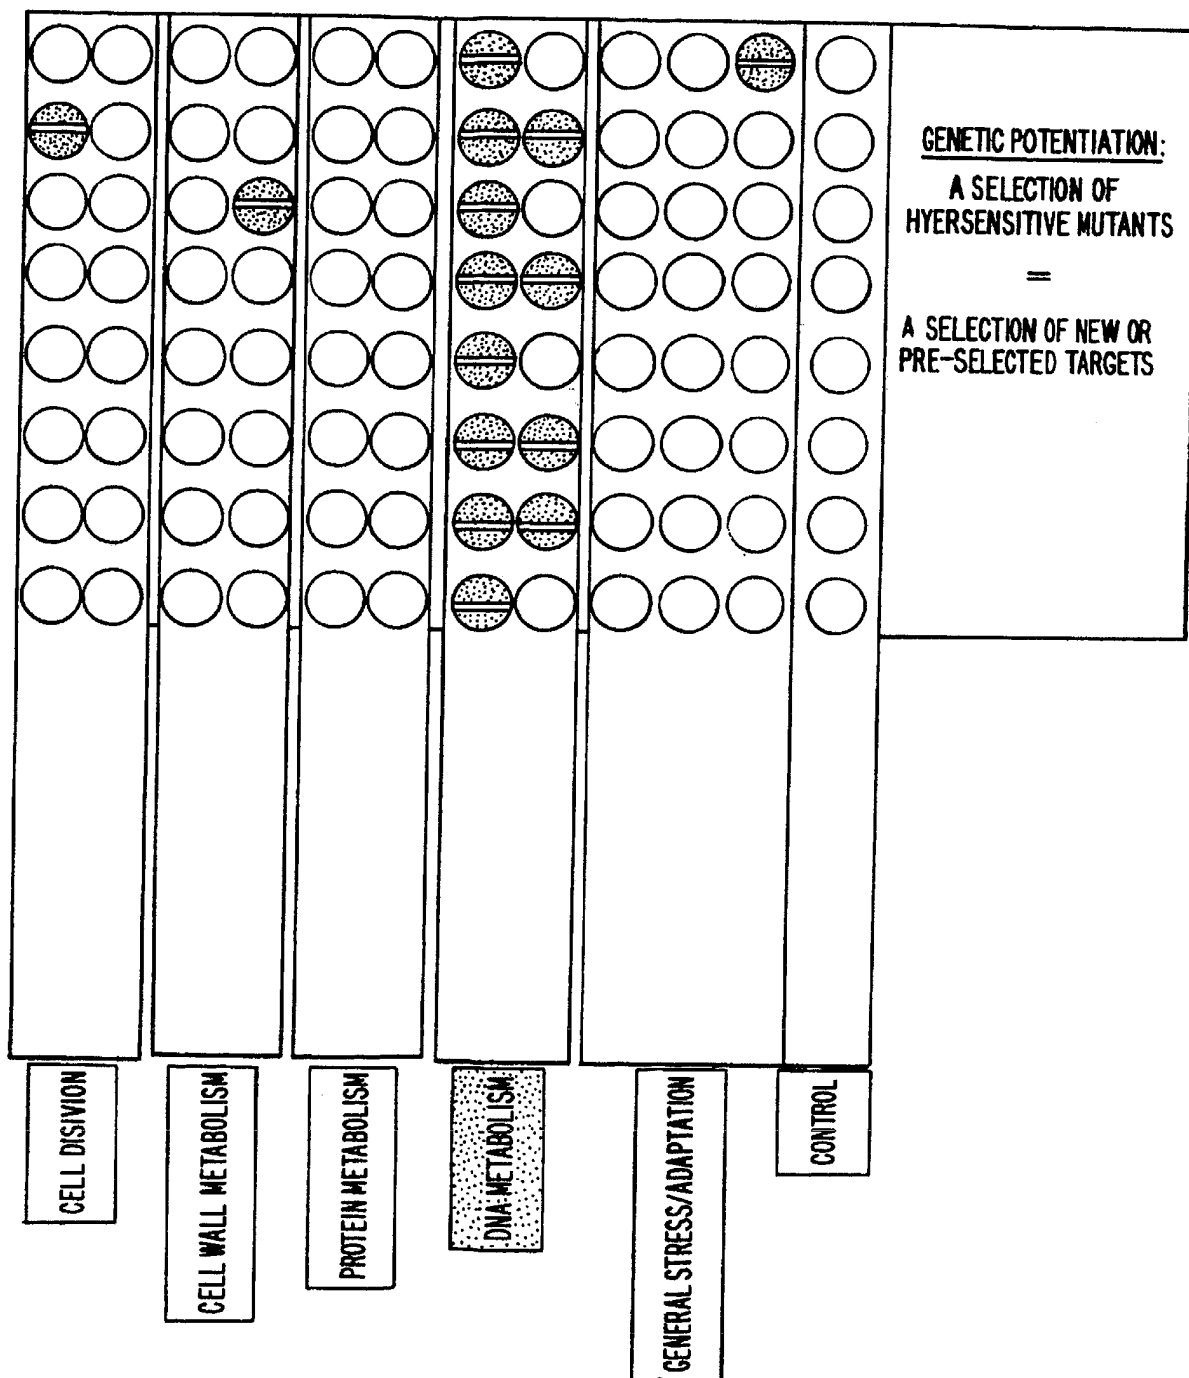 GENETIC POTENTIATION:
A SELECTION OF
HYERSENSITIVE MUTANTS
=
A SELECTION OF NEW OR
PRE-SELECTED TARGETS
CELL DISIVION
CELL WALL METABOLISM
PROTEIN METABOLISM
DNA METABOLISM
GENERAL STRESS/ADAPTATION
CONTROL